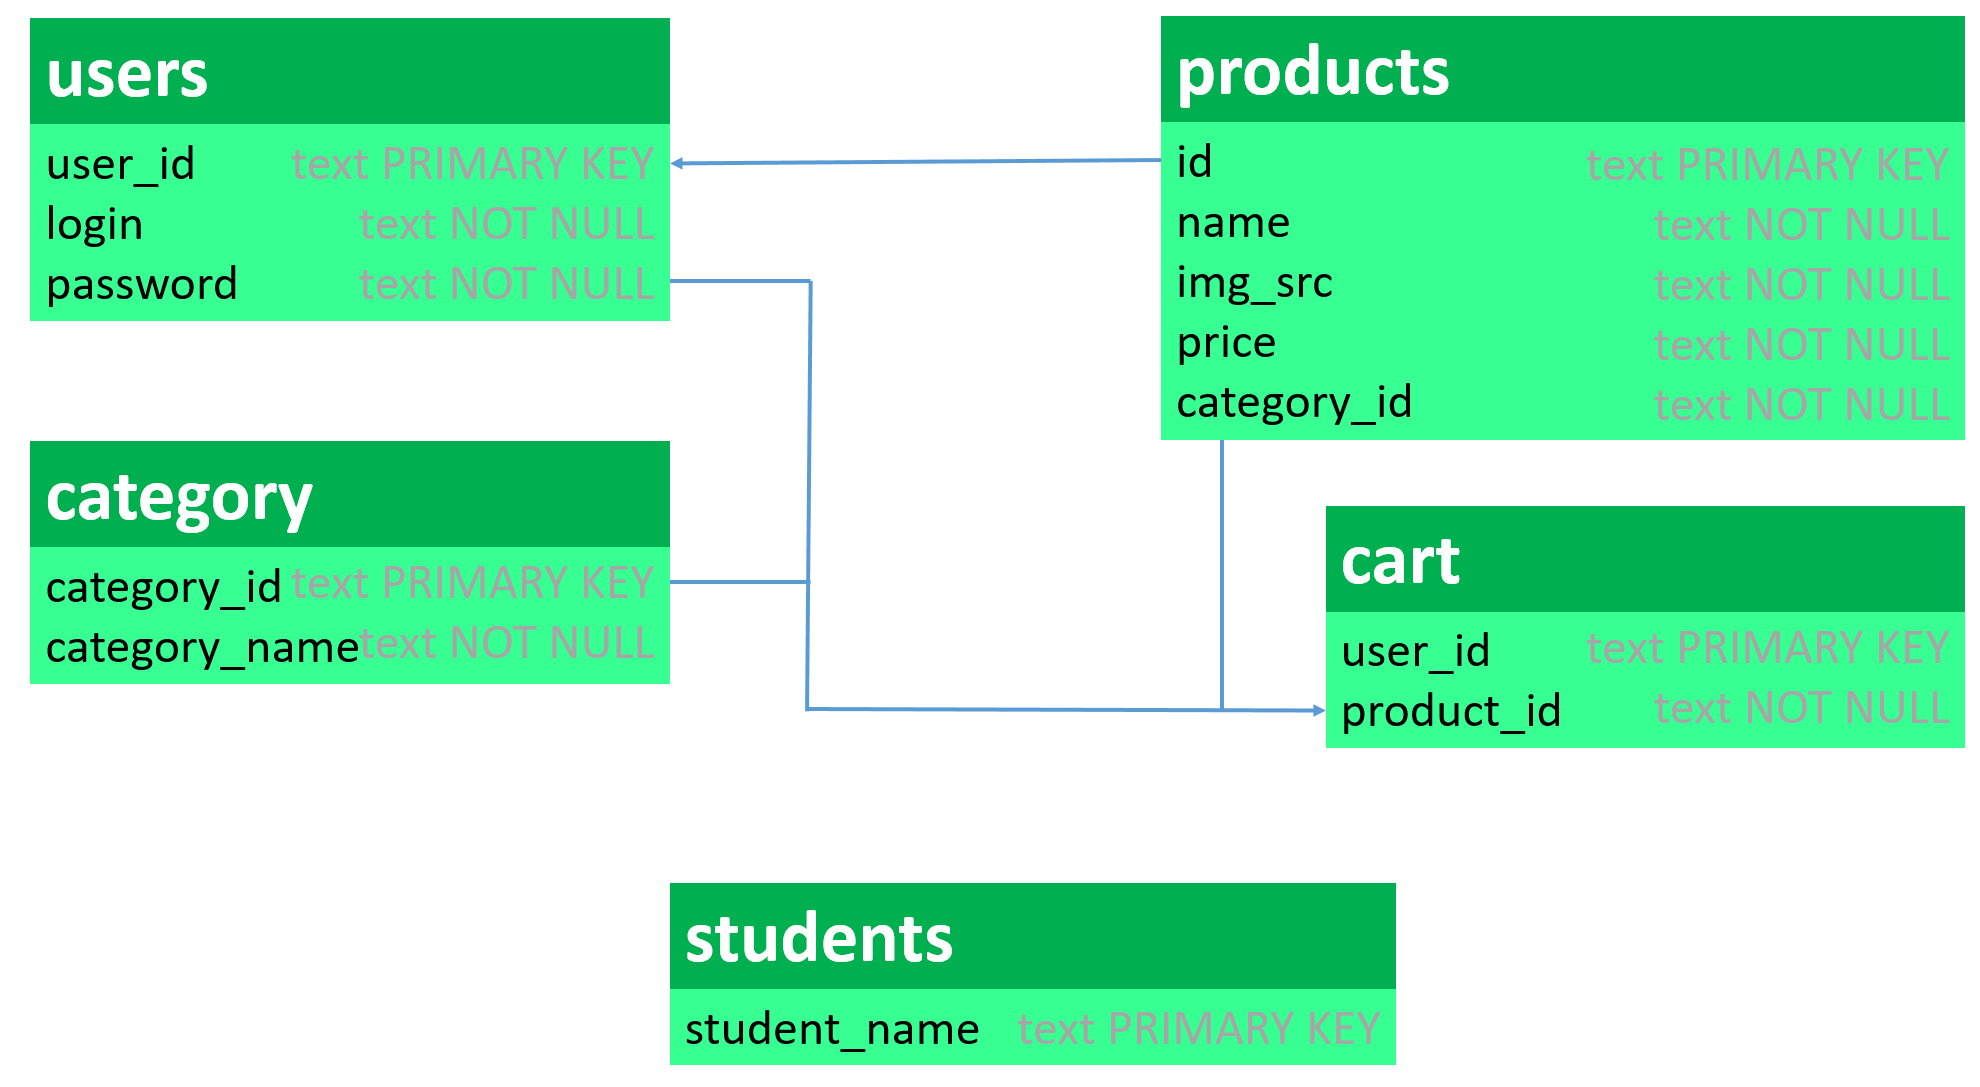 users
user_id text PRIMARY KEY
login text NOT NULL
password text NOT NULL
products
id text PRIMARY KEY
name text NOT NULL
img_src text NOT NULL
price text NOT NULL
category_id text NOT NULL
category
category_id text PRIMARY KEY
category_name text NOT NULL
cart
user_id text PRIMARY KEY
product_id text NOT NULL
students
student_name text PRIMARY KEY